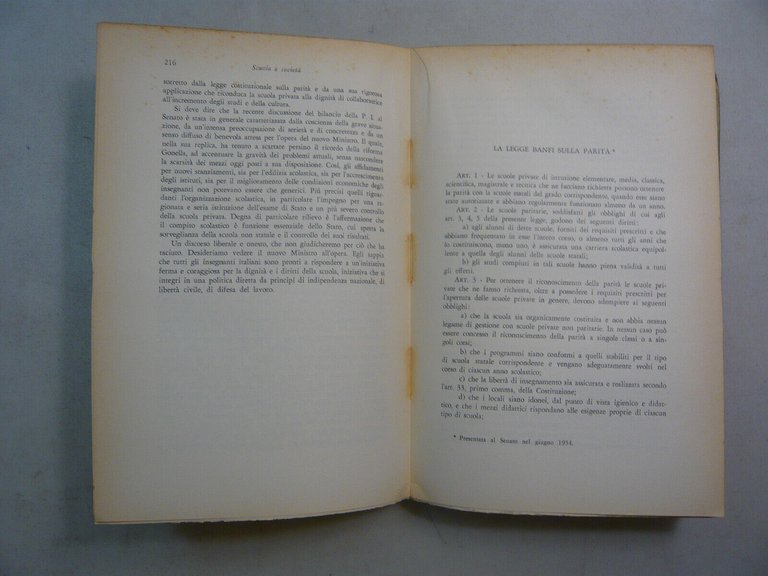 216
Scuola e società
sorretto dalla legge costituzionale sulla parità e da una sua rigorosa
applicazione che riconduca la scuola privata alla dignità di collaboratrice
all'incremento degli studi e della cultura.
Si deve dire che la recente discussione del bilancio della P. I. al
Senato è stata in generale caratterizzata dalla coscienza della grave situa-
zione, da un'intensa preoccupazione di serietà e di concretezza e da un
senso diffuso di benevola attesa per l'opera del nuovo Ministro. Il quale,
nella sua replica, ha tenuto a scartare persino il ricordo della riforma
Gonella, ad accentuare la gravità dei problemi attuali, senza nascondere
la scarsità dei mezzi oggi posti a sua disposizione. Così, gli affidamenti
per nuovi stanziamenti, sia per l'edilizia scolastica, sia per l'accrescimento
degli istituti, sia per il miglioramento delle condizioni economiche degli
insegnanti non potevano essere che generici. Più precisi quelli riguar-
danti l'organizzazione scolastica, in particolare l'impegno per una ra-
gionata e seria istituzione dell'esame di Stato e un più severo controllo
della scuola privata. Degna di particolare rilievo è l'affermazione che
il compito scolastico è funzione essenziale dello Stato, cui spetta la
sorveglianza della scuola non statale e il controllo dei suoi risultati.
Un discorso liberale e onesto, che non giudicheremo per ciò che ha
taciuto. Desideriamo vedere il nuovo Ministro all'opera. Egli sappia
che tutti gli insegnanti italiani sono pronti a rispondere a un'iniziativa
ferma e coraggiosa per la dignità e i diritti della scuola, iniziativa che si
integri in una politica diretta da principi di indipendenza nazionale, di
libertà civile, di difesa del lavoro.
LA LEGGE BANFI SULLA PARITÀ *
ART. 1 - Le scuole private di istruzione elementare, media, classica,
scientifica, magistrale e tecnica che ne facciano richiesta possono ottenere
la parità con le scuole statali del grado corrispondente, quando esse siano
state autorizzate e abbiano regolarmente funzionato almeno da un anno.
ART. 2 - Le scuole paritarie, soddisfatti gli obblighi di cui agli
artt. 3, 4, 5 della presente legge, godono dei seguenti diritti:
a) agli alunni di dette scuole, forniti dei requisiti prescritti e che
abbiano frequentato in esse l'intero corso, o almeno tutti gli anni che
lo costituiscono, meno uno, è assicurata una carriera scolastica equipollente
a quella degli alunni delle scuole statali;
b) gli studi compiuti in tali scuole hanno piena validità a tutti
gli effetti.
ART. 3 - Per ottenere il riconoscimento della parità le scuole pri-
vate che ne fanno richiesta, oltre a possedere i requisiti prescritti per
l'apertura delle scuole private in genere, devono adempiere ai seguenti
obblighi:
a) che la scuola sia organicamente costituita e non abbia nessun
legame di gestione con scuole private non paritarie. In nessun caso può
essere concesso il riconoscimento della parità a singole classi o a sin-
goli corsi;
b) che i programmi siano conformi a quelli stabiliti per il tipo
di scuola statale corrispondente e vengano adeguatamente svolti nel
corso di ciascun anno scolastico;
c) che la libertà di insegnamento sia assicurata e realizzata secondo
l'art. 33, primo comma, della Costituzione;
d) che i locali siano idonei, dal punto di vista igienico e didat-
tico, e che i mezzi didattici rispondano alle esigenze proprie di ciascun
tipo di scuola;
* Presentata al Senato nel giugno 1954.